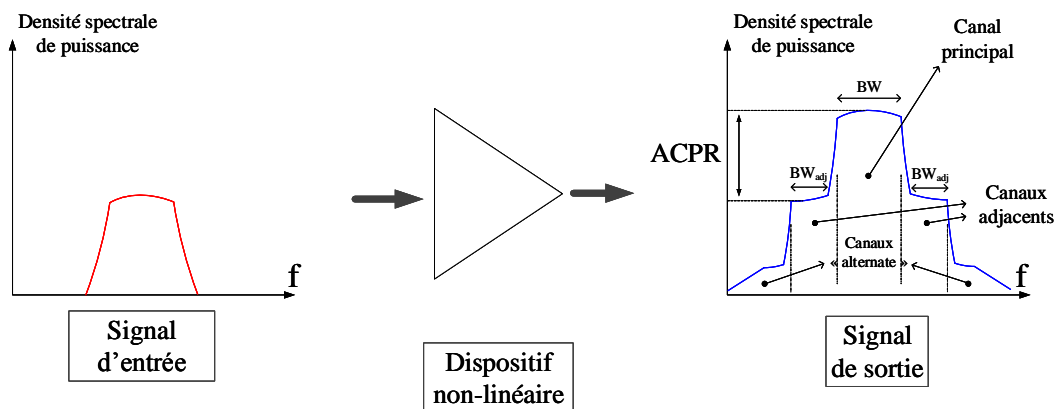 Densité spectrale
de puissance
f
Signal
d'entrée
Dispositif
non-linéaire
Densité spectrale
de puissance
Canal
principal
BW
ACPR
BWadj
BWadj
Canaux
adjacents
Canaux
« alternate »
f
Signal
de sortie